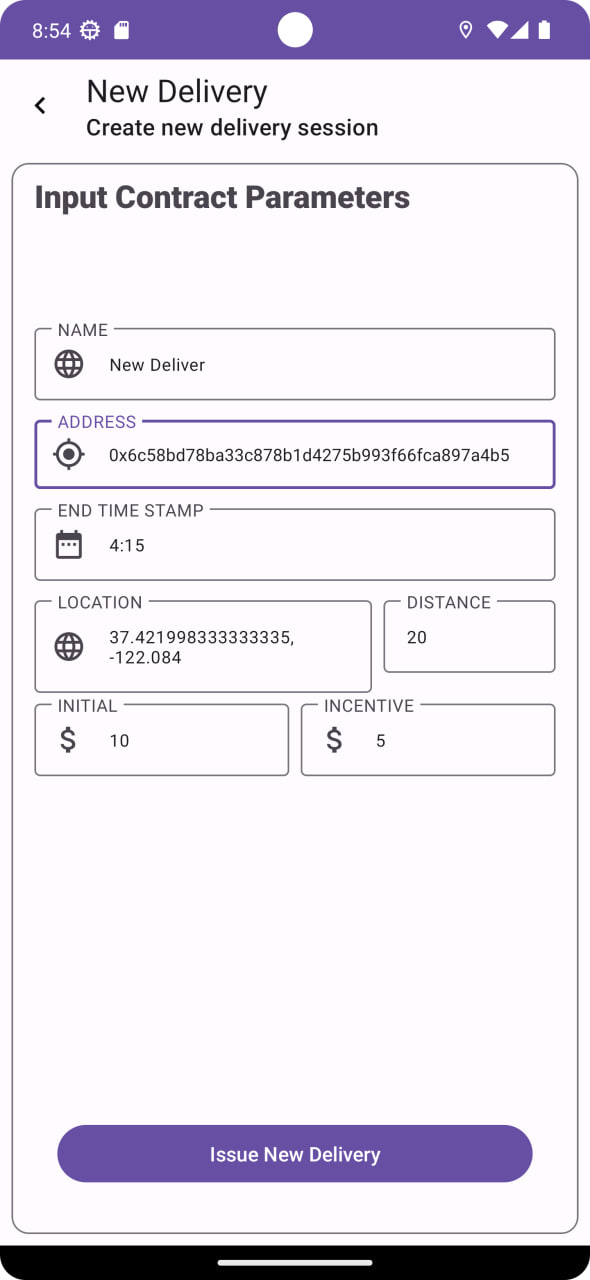 8:54
New Delivery
Create new delivery session
Input Contract Parameters
NAME
New Deliver
ADDRESS
0x6c58bd78ba33c878b1d4275b993f66fca897a4b5
END TIME STAMP
4:15
LOCATION
37.421998333333335,
-122.084
DISTANCE
20
INITIAL
$ 10
INCENTIVE
$ 5
Issue New Delivery